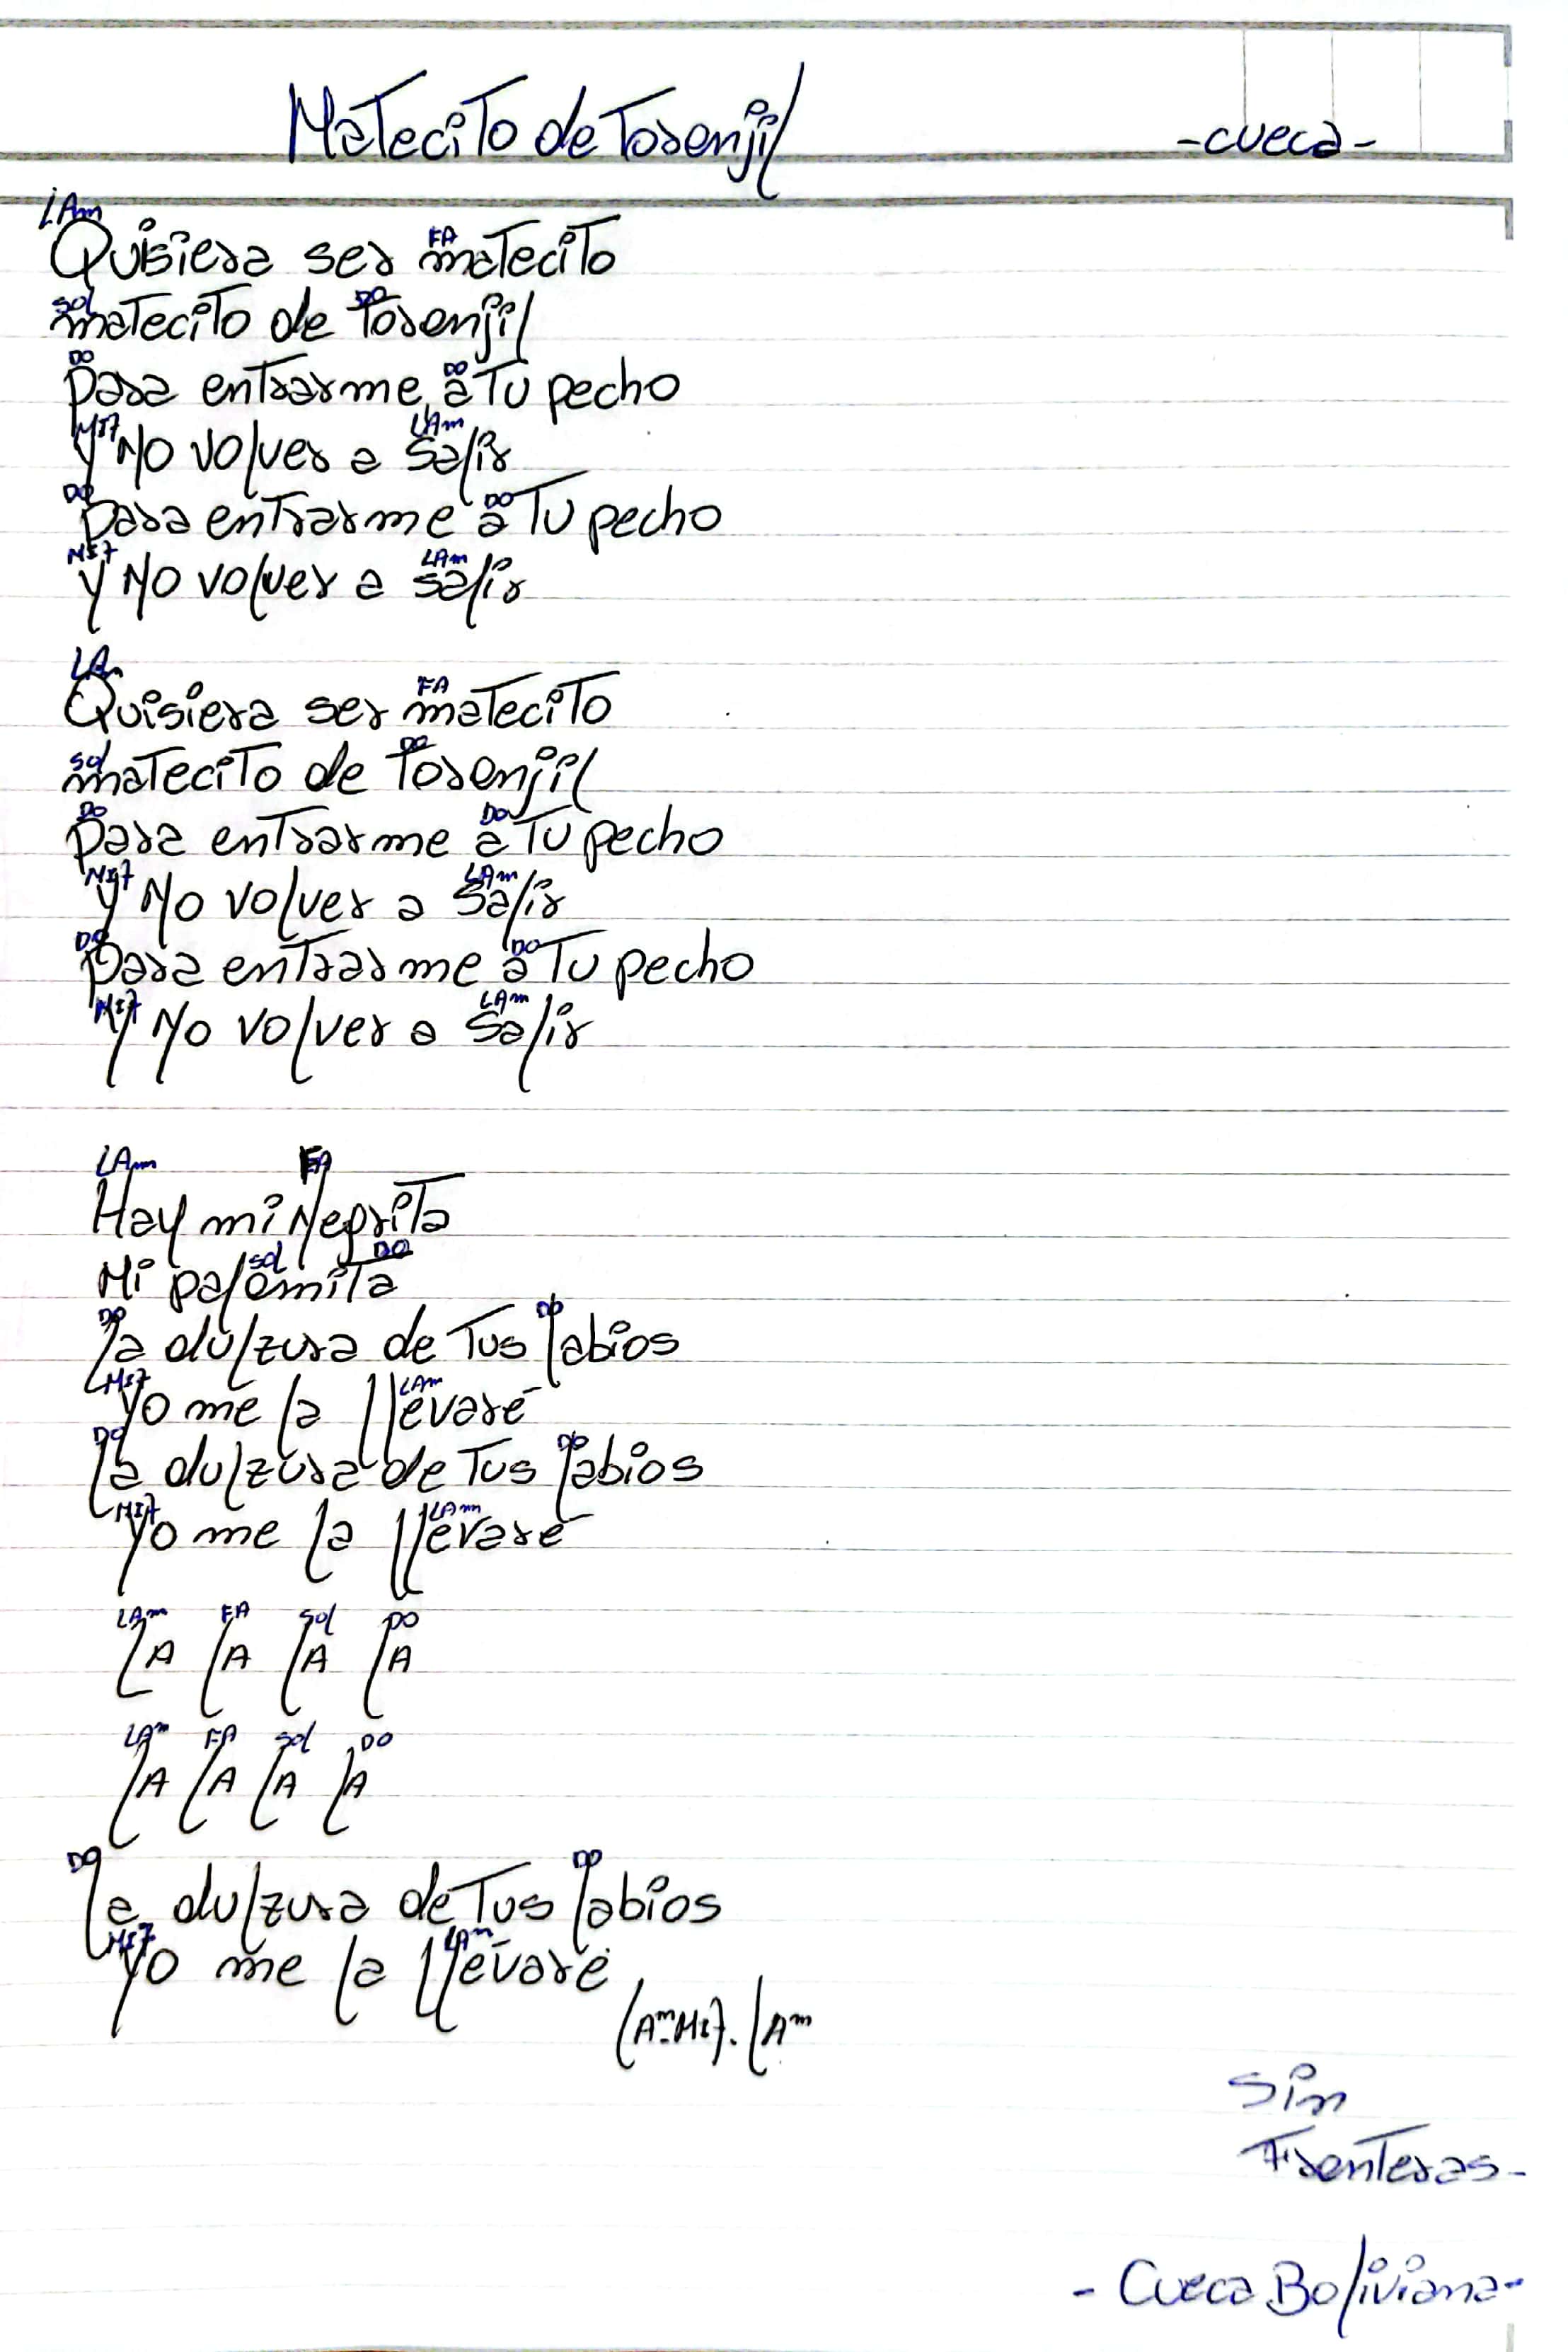 Matecito de Torenjil -cueca-
LAm FA
Quisiera ser matecito
SOL DO
matecito de Torenjil
DO DO
para entrarme a Tu pecho
MI7 LAm
Y No volver a salir
DO DO
para entrarme a Tu pecho
MI7 LAm
Y No volver a salir
LAm FA
Quisiera ser matecito
SOL DO
matecito de Torenjil
DO DO
para entrarme a Tu pecho
MI7 LAm
Y No volver a salir
DO DO
para entrarme a Tu pecho
MI7 LAm
Y No volver a salir
LAm FA
Hay mi Negrita
SOL DO
Mi palomita
DO DO
la dulzura de Tus labios
MI7 LAm
Yo me la llevaré
DO DO
la dulzura de Tus labios
MI7 LAm
Yo me la llevaré
LAm FA SOL DO
LA LA LA LA
LAm FA SOL DO
LA LA LA LA
DO DO
la dulzura de Tus labios
MI7 LAm
Yo me la llevaré
LAm-MI7. LAm
Sin
Frenteras-
- Cueca Boliviana-